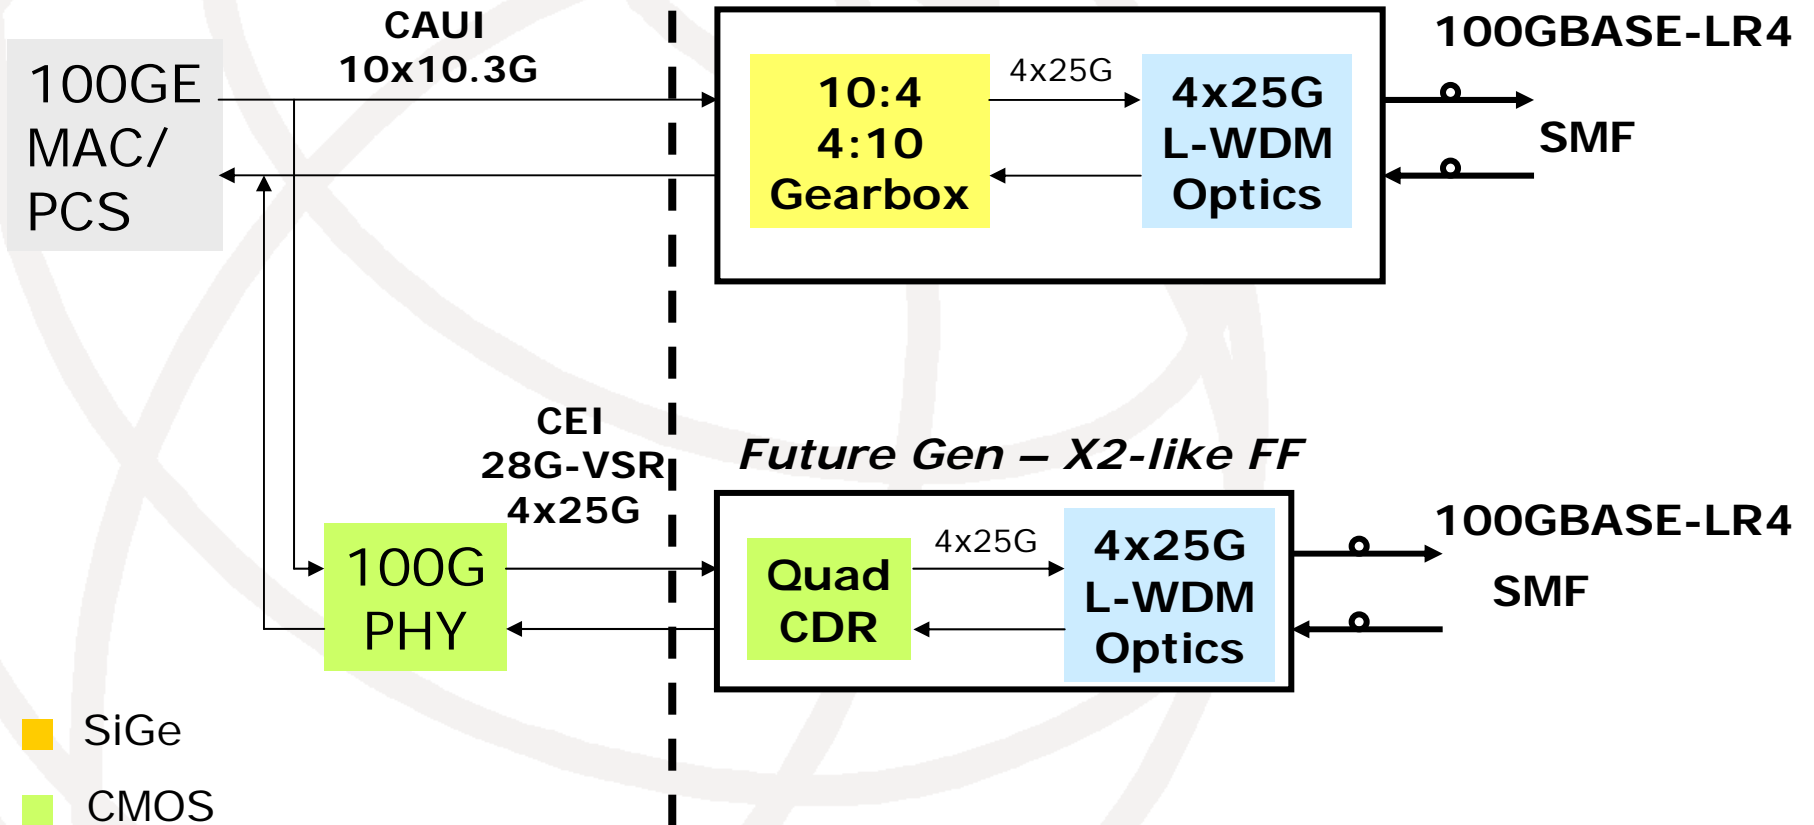 CAUI
10x10.3G
100GE
MAC/
PCS
10:4
4:10
Gearbox
4x25G
4x25G
L-WDM
Optics
100GBASE-LR4
SMF
CEI
28G-VSR
4x25G
Future Gen – X2-like FF
100G
PHY
Quad
CDR
4x25G
4x25G
L-WDM
Optics
100GBASE-LR4
SMF
SiGe
CMOS